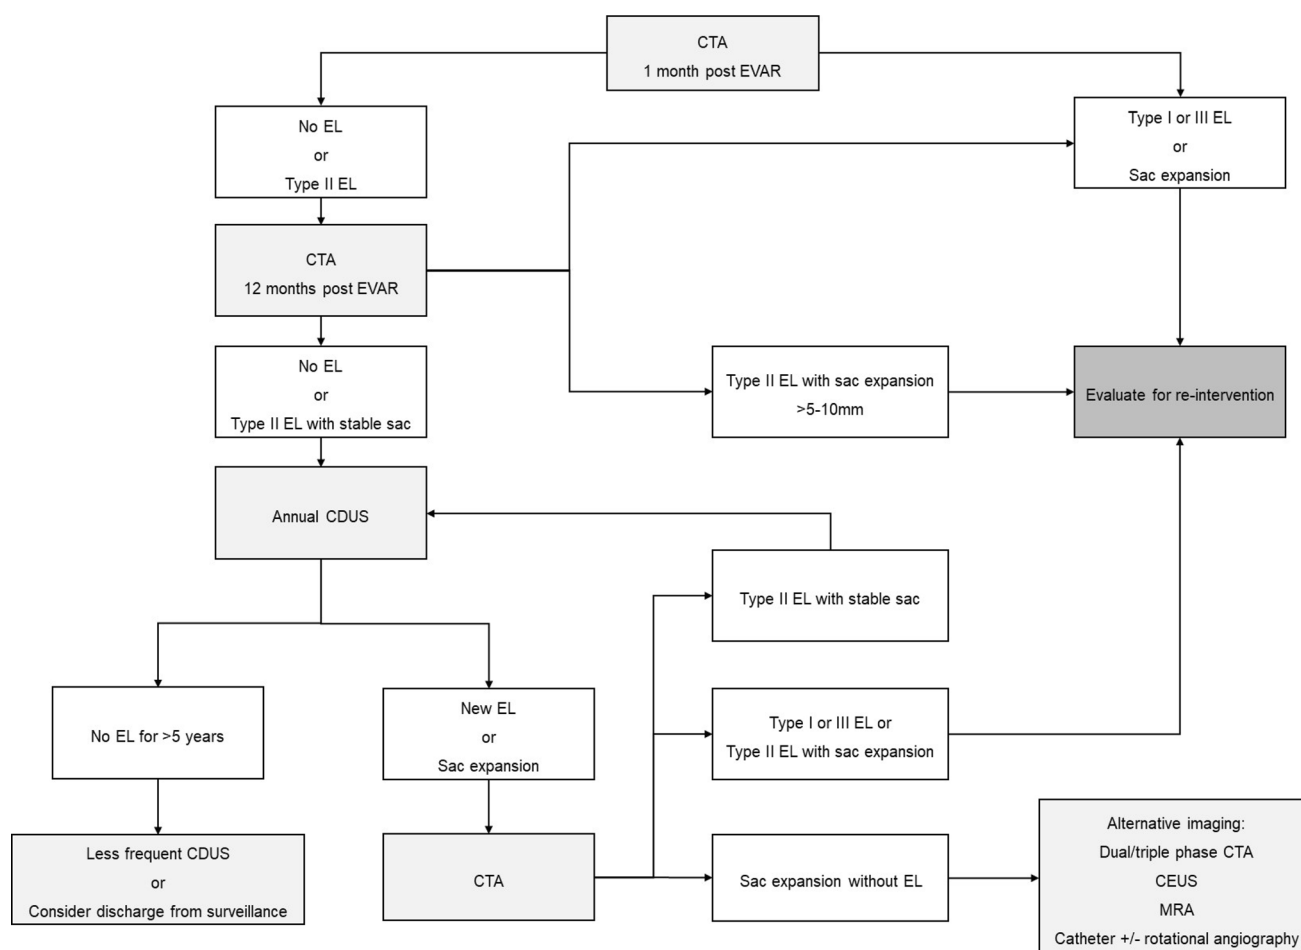 CTA
1 month post EVAR
No EL
or
Type II EL
Type I or III EL
or
Sac expansion
CTA
12 months post EVAR
No EL
or
Type II EL with stable sac
Type II EL with sac expansion
>5-10mm
Evaluate for re-intervention
Annual CDUS
Type II EL with stable sac
No EL for >5 years
New EL
or
Sac expansion
Type I or III EL or
Type II EL with sac expansion
Less frequent CDUS
or
Consider discharge from surveillance
CTA
Sac expansion without EL
Alternative imaging:
Dual/triple phase CTA
CEUS
MRA
Catheter +/- rotational angiography